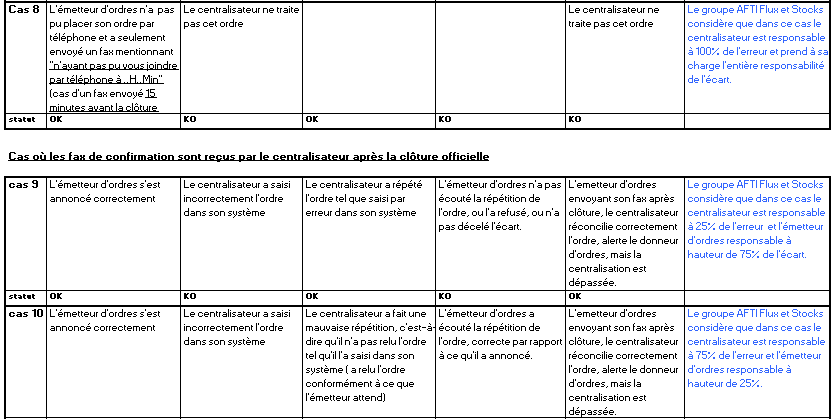 Cas 8
L'émetteur d'ordres n'a pas
pu placer son ordre par
téléphone et a seulement
envoyé un fax mentionnant
"n'ayant pas pu vous joindre
par téléphone à ..H..Min"
(cas d'un fax envoyé 15
minutes avant la clôture
Le centralisateur ne traite
pas cet ordre
Le centralisateur ne
traite pas cet ordre
Le groupe AFTI Flux et Stocks
considère que dans ce cas le
centralisateur est responsable
à 100% de l'erreur et prend à sa
charge l'entière responsabilité
de l'écart.
statut OK KO OK KO KO
Cas où les fax de confirmation sont reçus par le centralisateur après la clôture officielle
cas 9
L'émetteur d'ordres s'est
annoncé correctement
Le centralisateur a saisi
incorrectement l'ordre
dans son système
Le centralisateur a répété
l'ordre tel que saisi par
erreur dans son système
L'émetteur d'ordres n'a pas
écouté la répétition de
l'ordre, ou l'a refusé, ou n'a
pas décelé l'écart.
L'emetteur d'ordres
envoyant son fax après
clôture, le centralisateur
réconcilie correctement
l'ordre, alerte le donneur
d'ordres, mais la
centralisation est
dépassée.
Le groupe AFTI Flux et Stocks
considère que dans ce cas le
centralisateur est responsable
à 25% de l'erreur et l'émetteur
d'ordres responsable à
hauteur de 75% de l'écart.
statut OK KO OK KO OK
cas 10
L'émetteur d'ordres s'est
annoncé correctement
Le centralisateur a saisi
incorrectement l'ordre
dans son système
Le centralisateur a fait une
mauvaise répétition, c'est-à-
dire qu'il n'a pas relu l'ordre
tel qu'il l'a saisi dans son
système ( a relu l'ordre
conformément à ce que
l'émetteur attend)
L'émetteur d'ordres a
écouté la répétition de
l'ordre, correcte par rapport
à ce qu'il a annoncé.
L'emetteur d'ordres
envoyant son fax après
clôture, le centralisateur
réconcilie correctement
l'ordre, alerte le donneur
d'ordres, mais la
centralisation est
dépassée.
Le groupe AFTI Flux et Stocks
considère que dans ce cas le
centralisateur est responsable
à 75% de l'erreur et l'émetteur
d'ordres responsable à
hauteur de 25%.